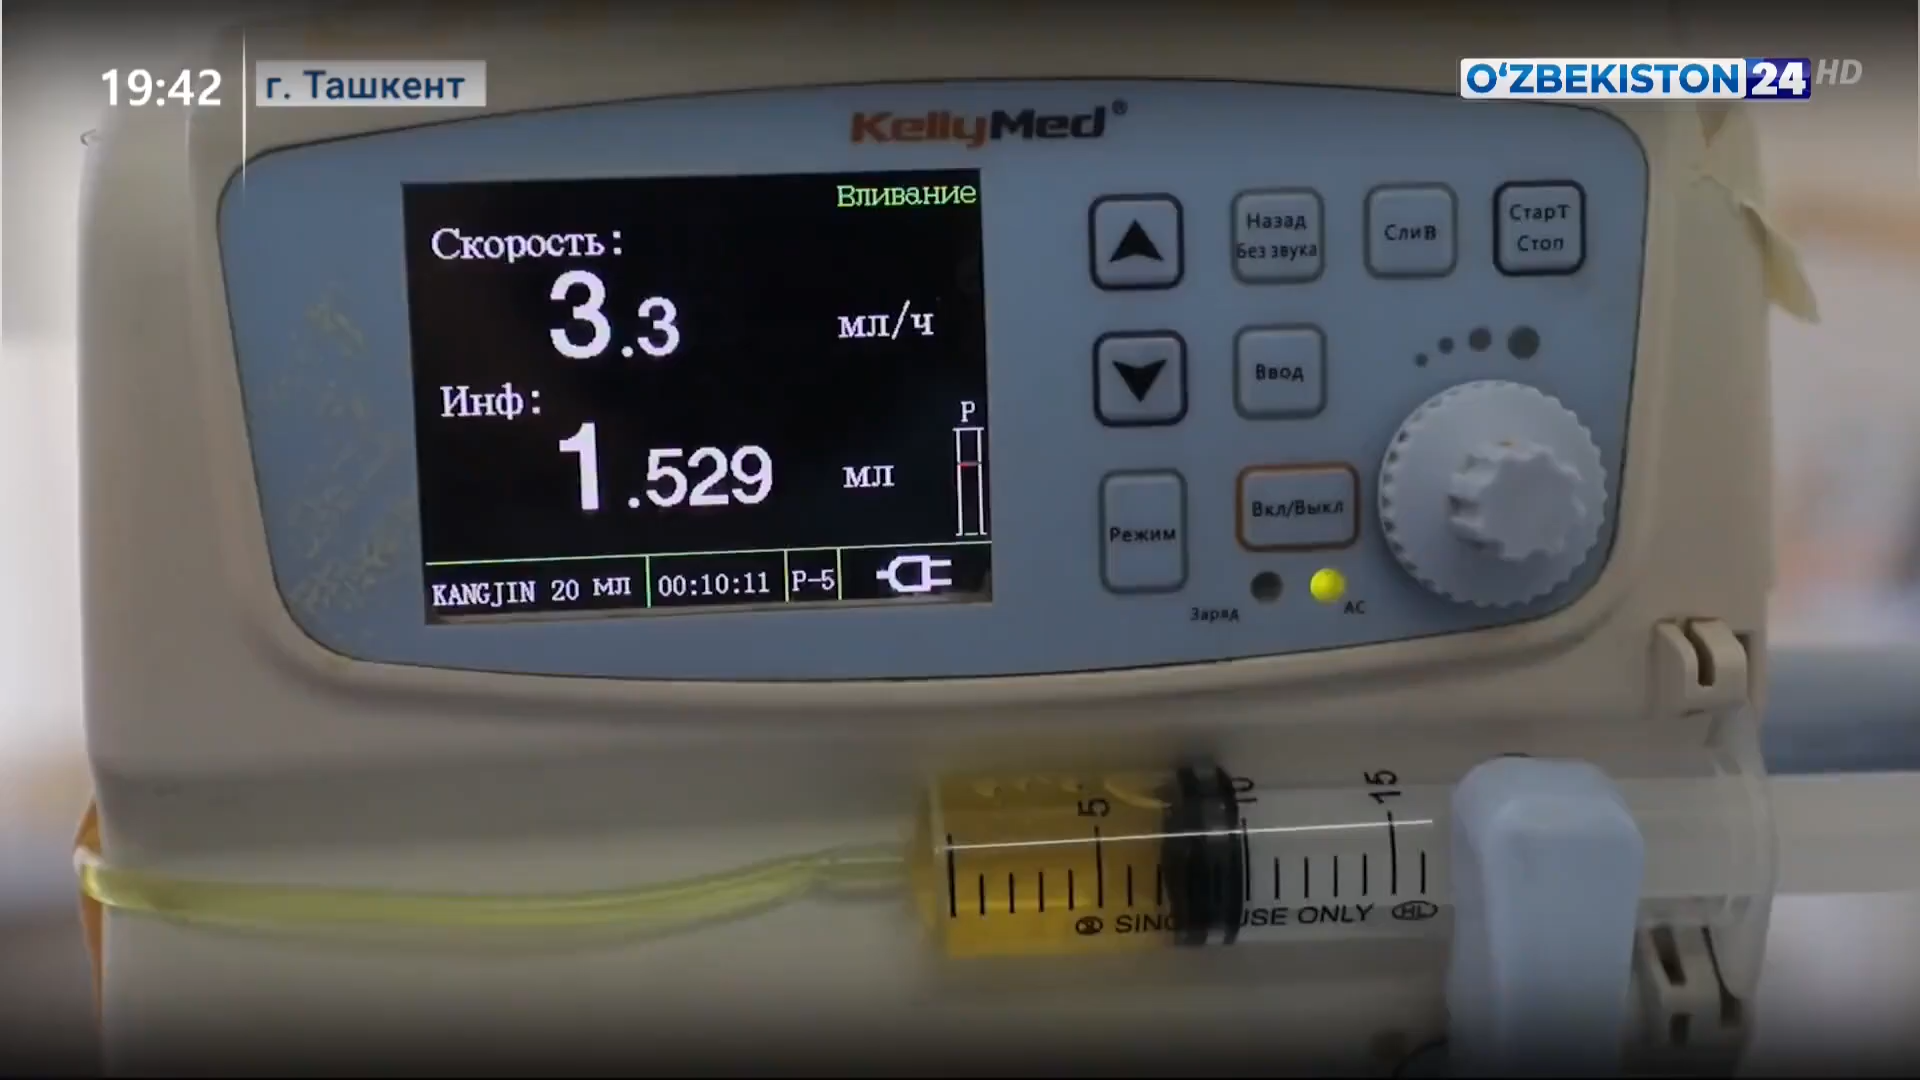 19:42
г. Ташкент
O‘ZBEKISTON 24 HD
KellyMed®
Вливание
Скорость:
3.3 мл/ч
Инф:
1.529 мл
P
KANGJIN 20 мл 00:10:11 P-5
Назад
Без звука
Слив
Старт
Стоп
Ввод
Режим
Вкл/Выкл
Заряд
AC
5
10
15
USE ONLY